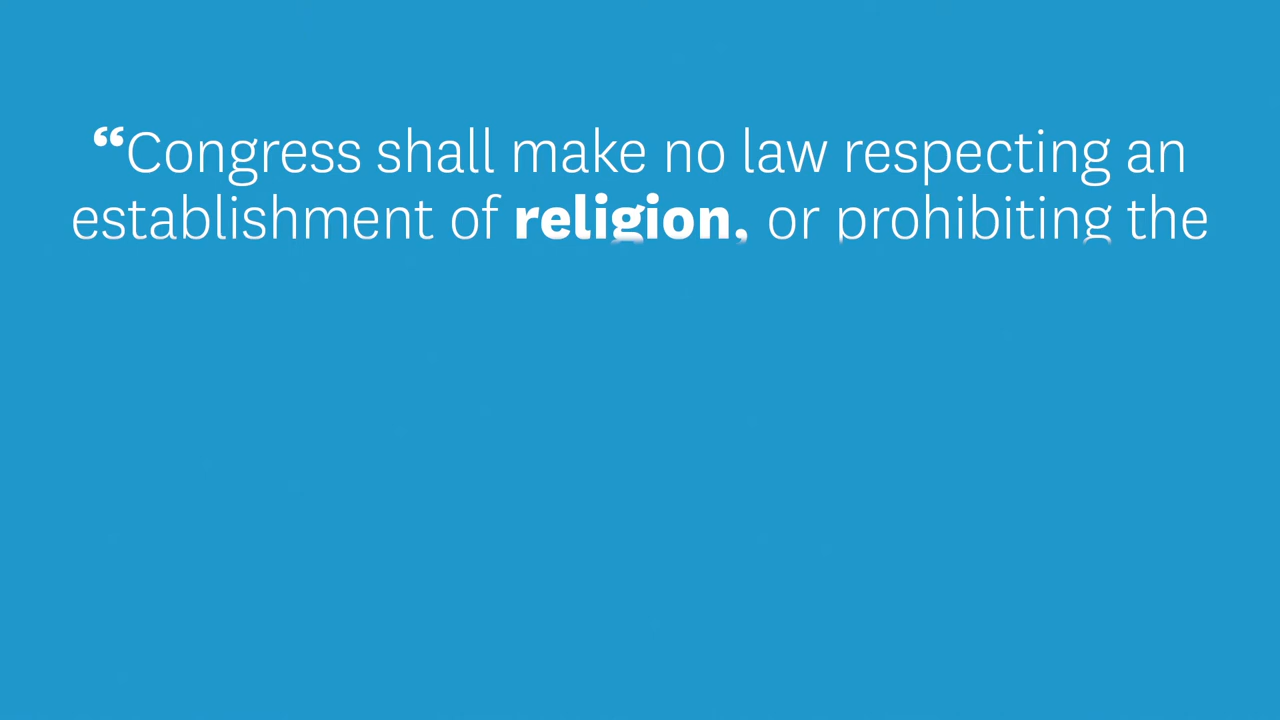 “Congress shall make no law respecting an
establishment of religion, or prohibiting the